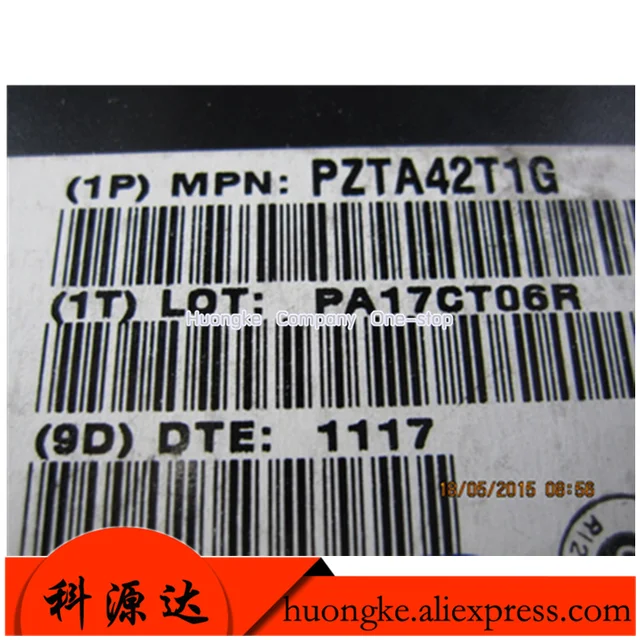 (1P) MPN: PZTA42T1G
(1T) LOT: PA17CT06R
Huongke Company One-stop
(9D) DTE: 1117
18/05/2015 08:56
科源达
huongke.aliexpress.com